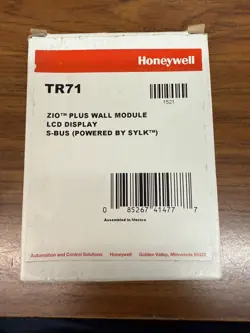 Honeywell
TR71
1521
ZIO™ PLUS WALL MODULE
LCD DISPLAY
S-BUS (POWERED BY SYLK™)
0 85267 41477 7
Assembled in Mexico
Automation and Control Solutions Honeywell Golden Valley, Minnesota 55422